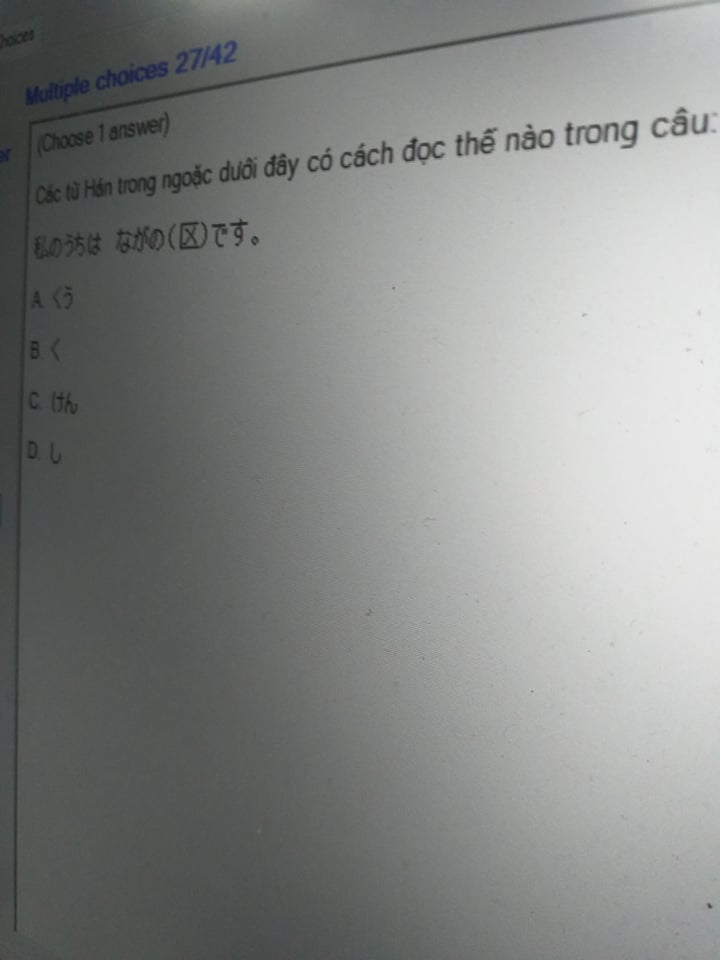 hoices
Multiple choices 27/42
er
(Choose 1 answer)
Các từ Hán trong ngoặc dưới đây có cách đọc thế nào trong câu:
私のうちは ながの(区)です。
A. くう
B. く
C. けん
D. し